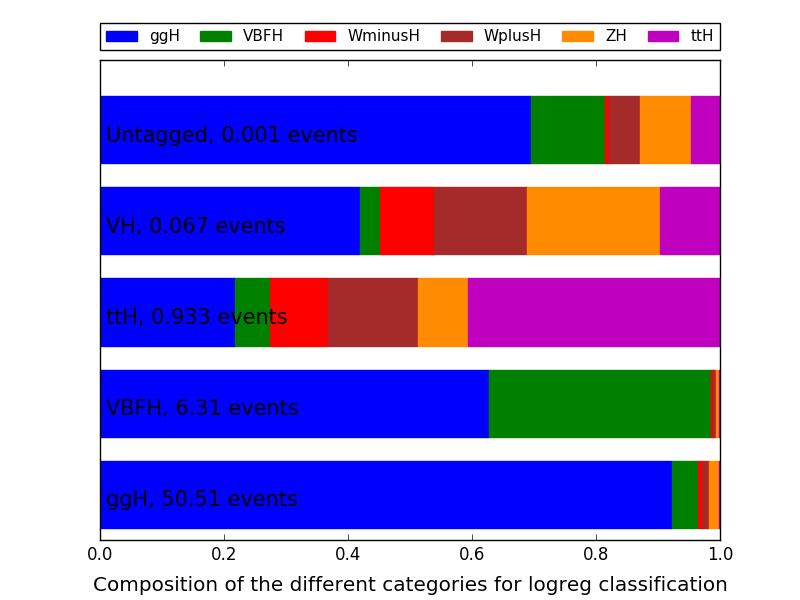 ggH VBFH WminusH WplusH ZH ttH
Untagged, 0.001 events
VH, 0.067 events
ttH, 0.933 events
VBFH, 6.31 events
ggH, 50.51 events
0.0 0.2 0.4 0.6 0.8 1.0
Composition of the different categories for logreg classification